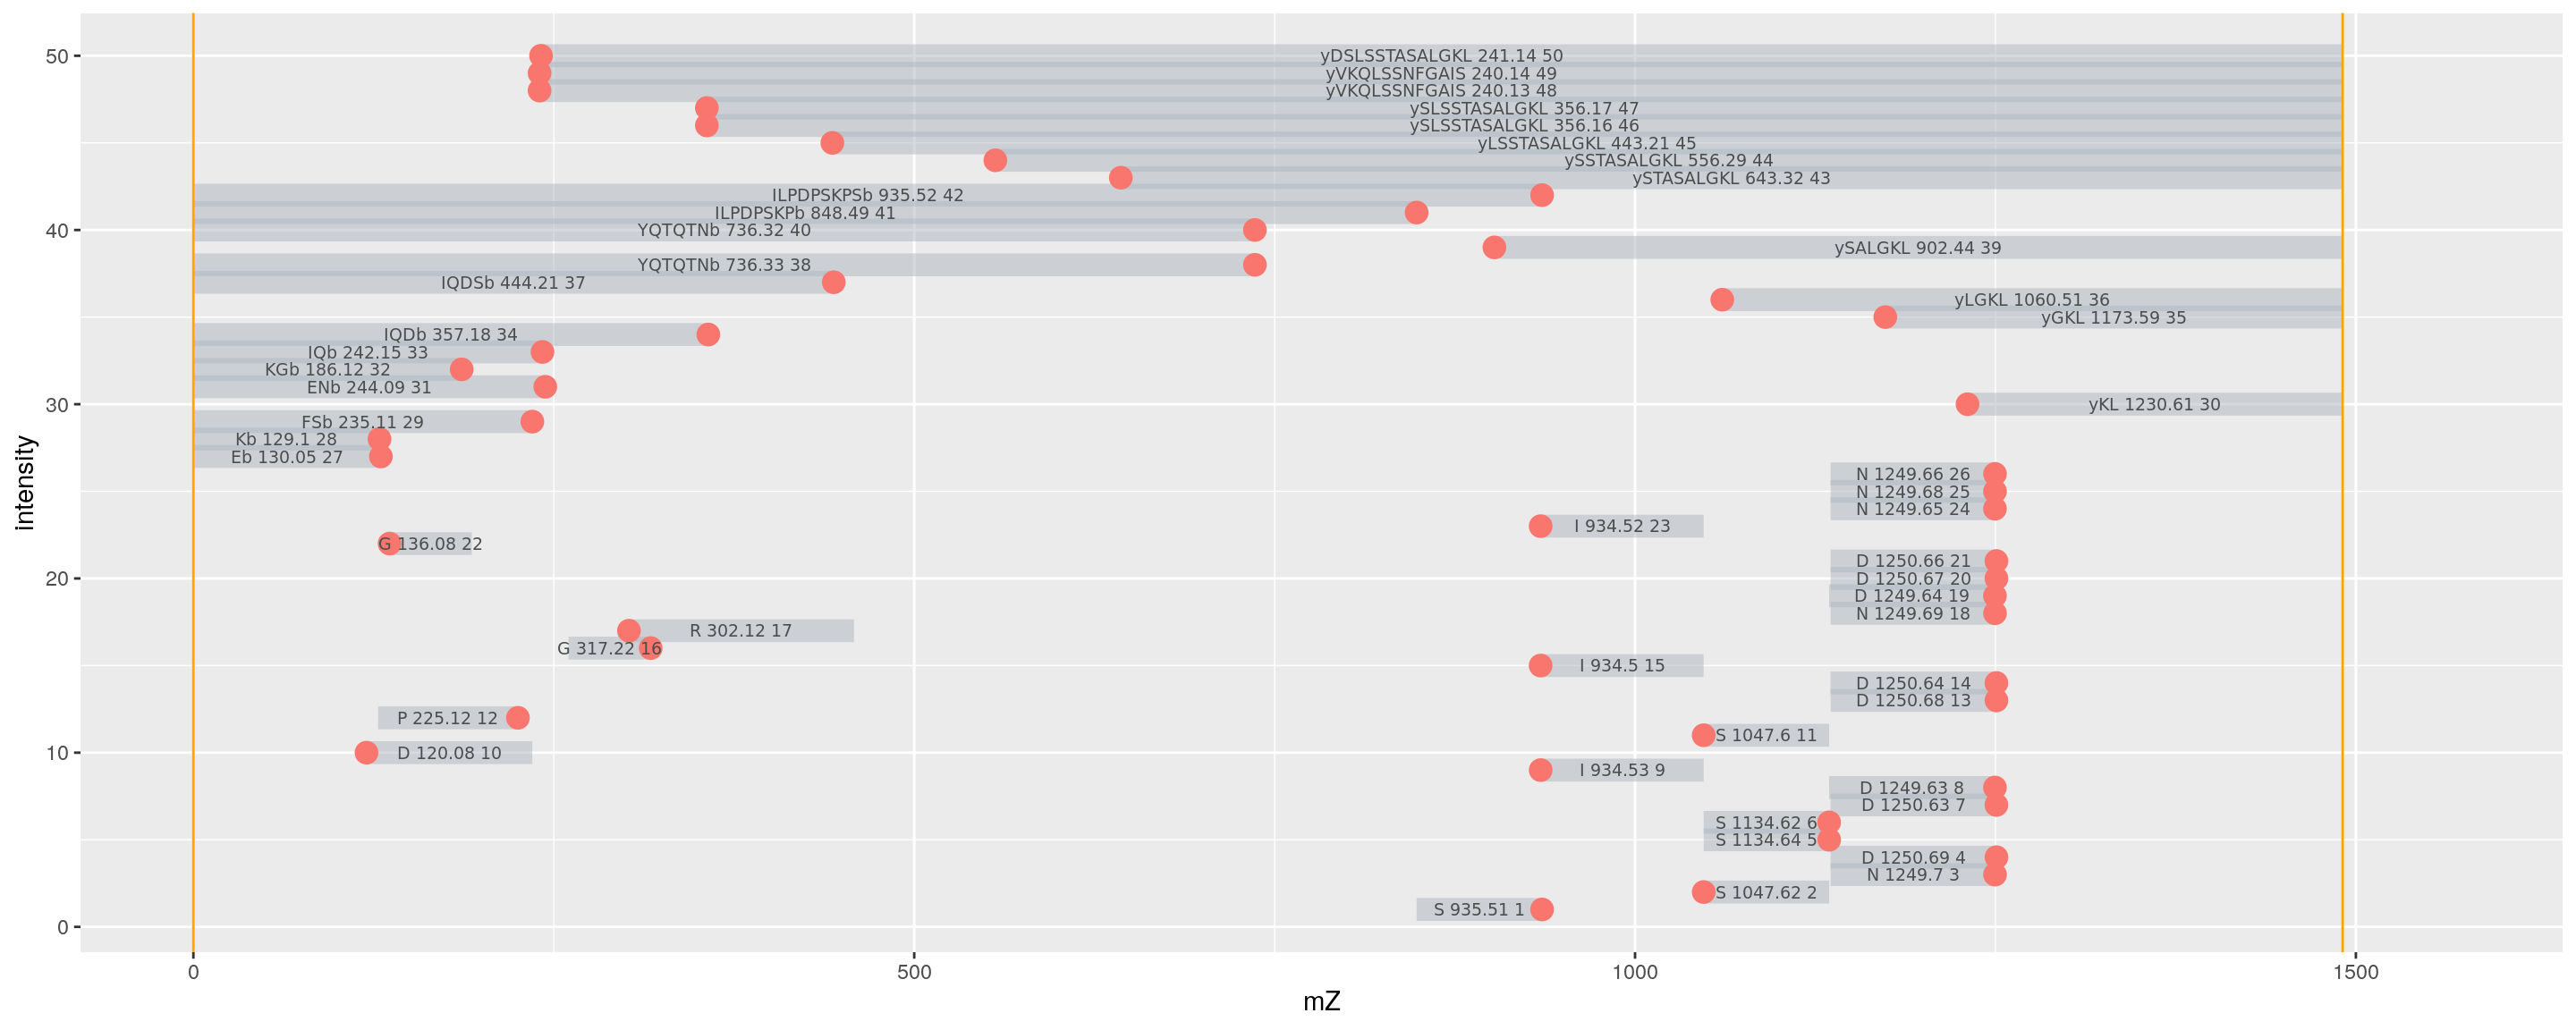 50
yDSLSSTASALGKL 241.14 50
yVKQLSSNFGAIS 240.14 49
yVKQLSSNFGAIS 240.13 48
ySLSSTASALGKL 356.17 47
ySLSSTASALGKL 356.16 46
yLSSTASALGKL 443.21 45
ySSTASALGKL 556.29 44
ySTASALGKL 643.32 43
ILPDPSKPSb 935.52 42
ILPDPSKPb 848.49 41
40
YQTQTNb 736.32 40
ySALGKL 902.44 39
YQTQTNb 736.33 38
IQDSb 444.21 37
yLGKL 1060.51 36
yGKL 1173.59 35
IQDb 357.18 34
IQb 242.15 33
KGb 186.12 32
ENb 244.09 31
30
yKL 1230.61 30
FSb 235.11 29
Kb 129.1 28
Eb 130.05 27
N 1249.66 26
N 1249.68 25
N 1249.65 24
I 934.52 23
G 136.08 22
D 1250.66 21
20
D 1250.67 20
D 1249.64 19
N 1249.69 18
R 302.12 17
G 317.22 16
I 934.5 15
D 1250.64 14
D 1250.68 13
P 225.12 12
S 1047.6 11
10
D 120.08 10
I 934.53 9
D 1249.63 8
D 1250.63 7
S 1134.62 6
S 1134.64 5
D 1250.69 4
N 1249.7 3
S 1047.62 2
S 935.51 1
0
intensity
0 500 1000 1500
mZ